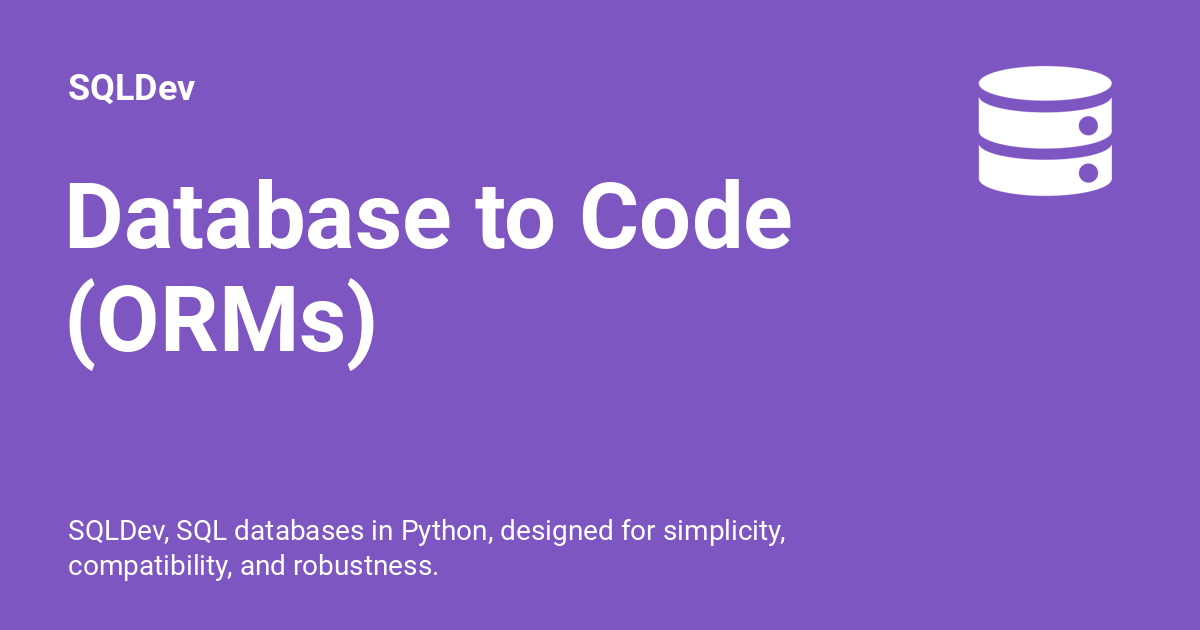 SQLDev
Database to Code
(ORMs)
SQLDev, SQL databases in Python, designed for simplicity,
compatibility, and robustness.